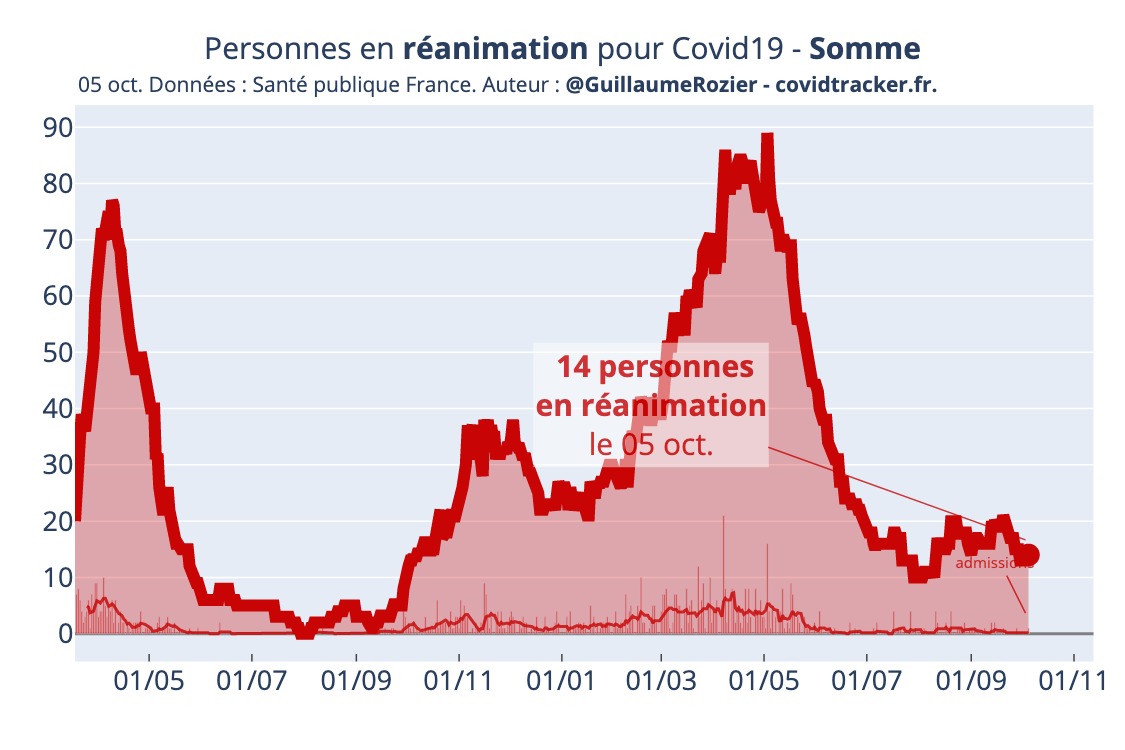 Personnes en réanimation pour Covid19 - Somme
05 oct. Données : Santé publique France. Auteur : @GuillaumeRozier - covidtracker.fr.
90
80
70
60
50
40
30
20
10
0
14 personnes
en réanimation
le 05 oct.
admissions
01/05 01/07 01/09 01/11 01/01 01/03 01/05 01/07 01/09 01/11